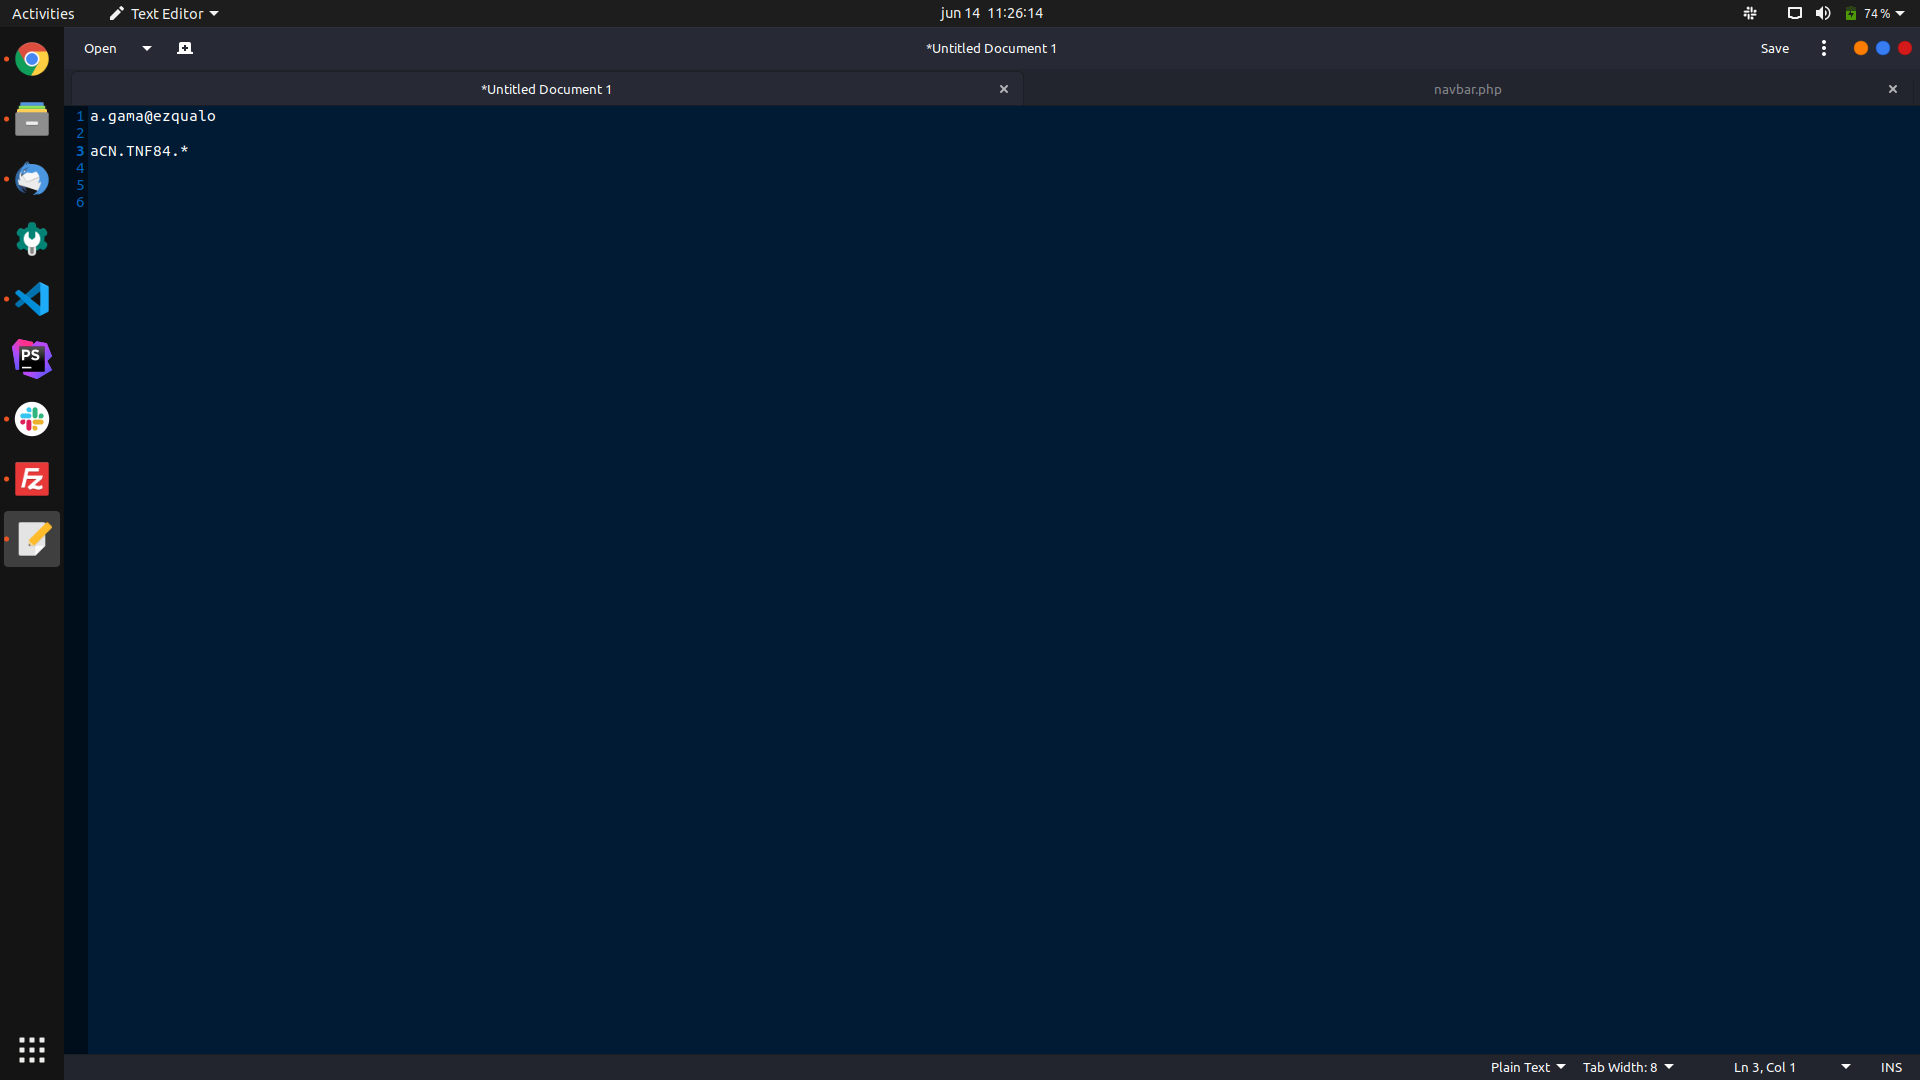 Activities Text Editor jun 14 11:26:14 74 %
Open *Untitled Document 1 Save
*Untitled Document 1 navbar.php
1 a.gama@ezqualo
2
3 aCN.TNF84.*
4
5
6
PS
Fz
Plain Text Tab Width: 8 Ln 3, Col 1 INS